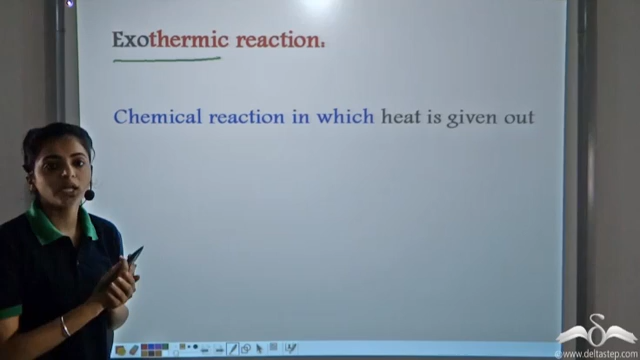 Exothermic reaction.
Chemical reaction in which heat is given out
©www.deltastep.com